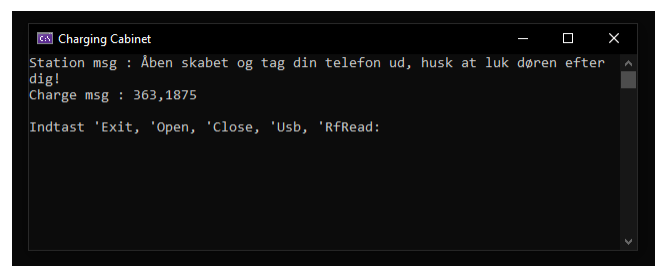 Charging Cabinet
Station msg : Åben skabet og tag din telefon ud, husk at luk døren efter
dig!
Charge msg : 363,1875
Indtast 'Exit, 'Open, 'Close, 'Usb, 'RfRead: